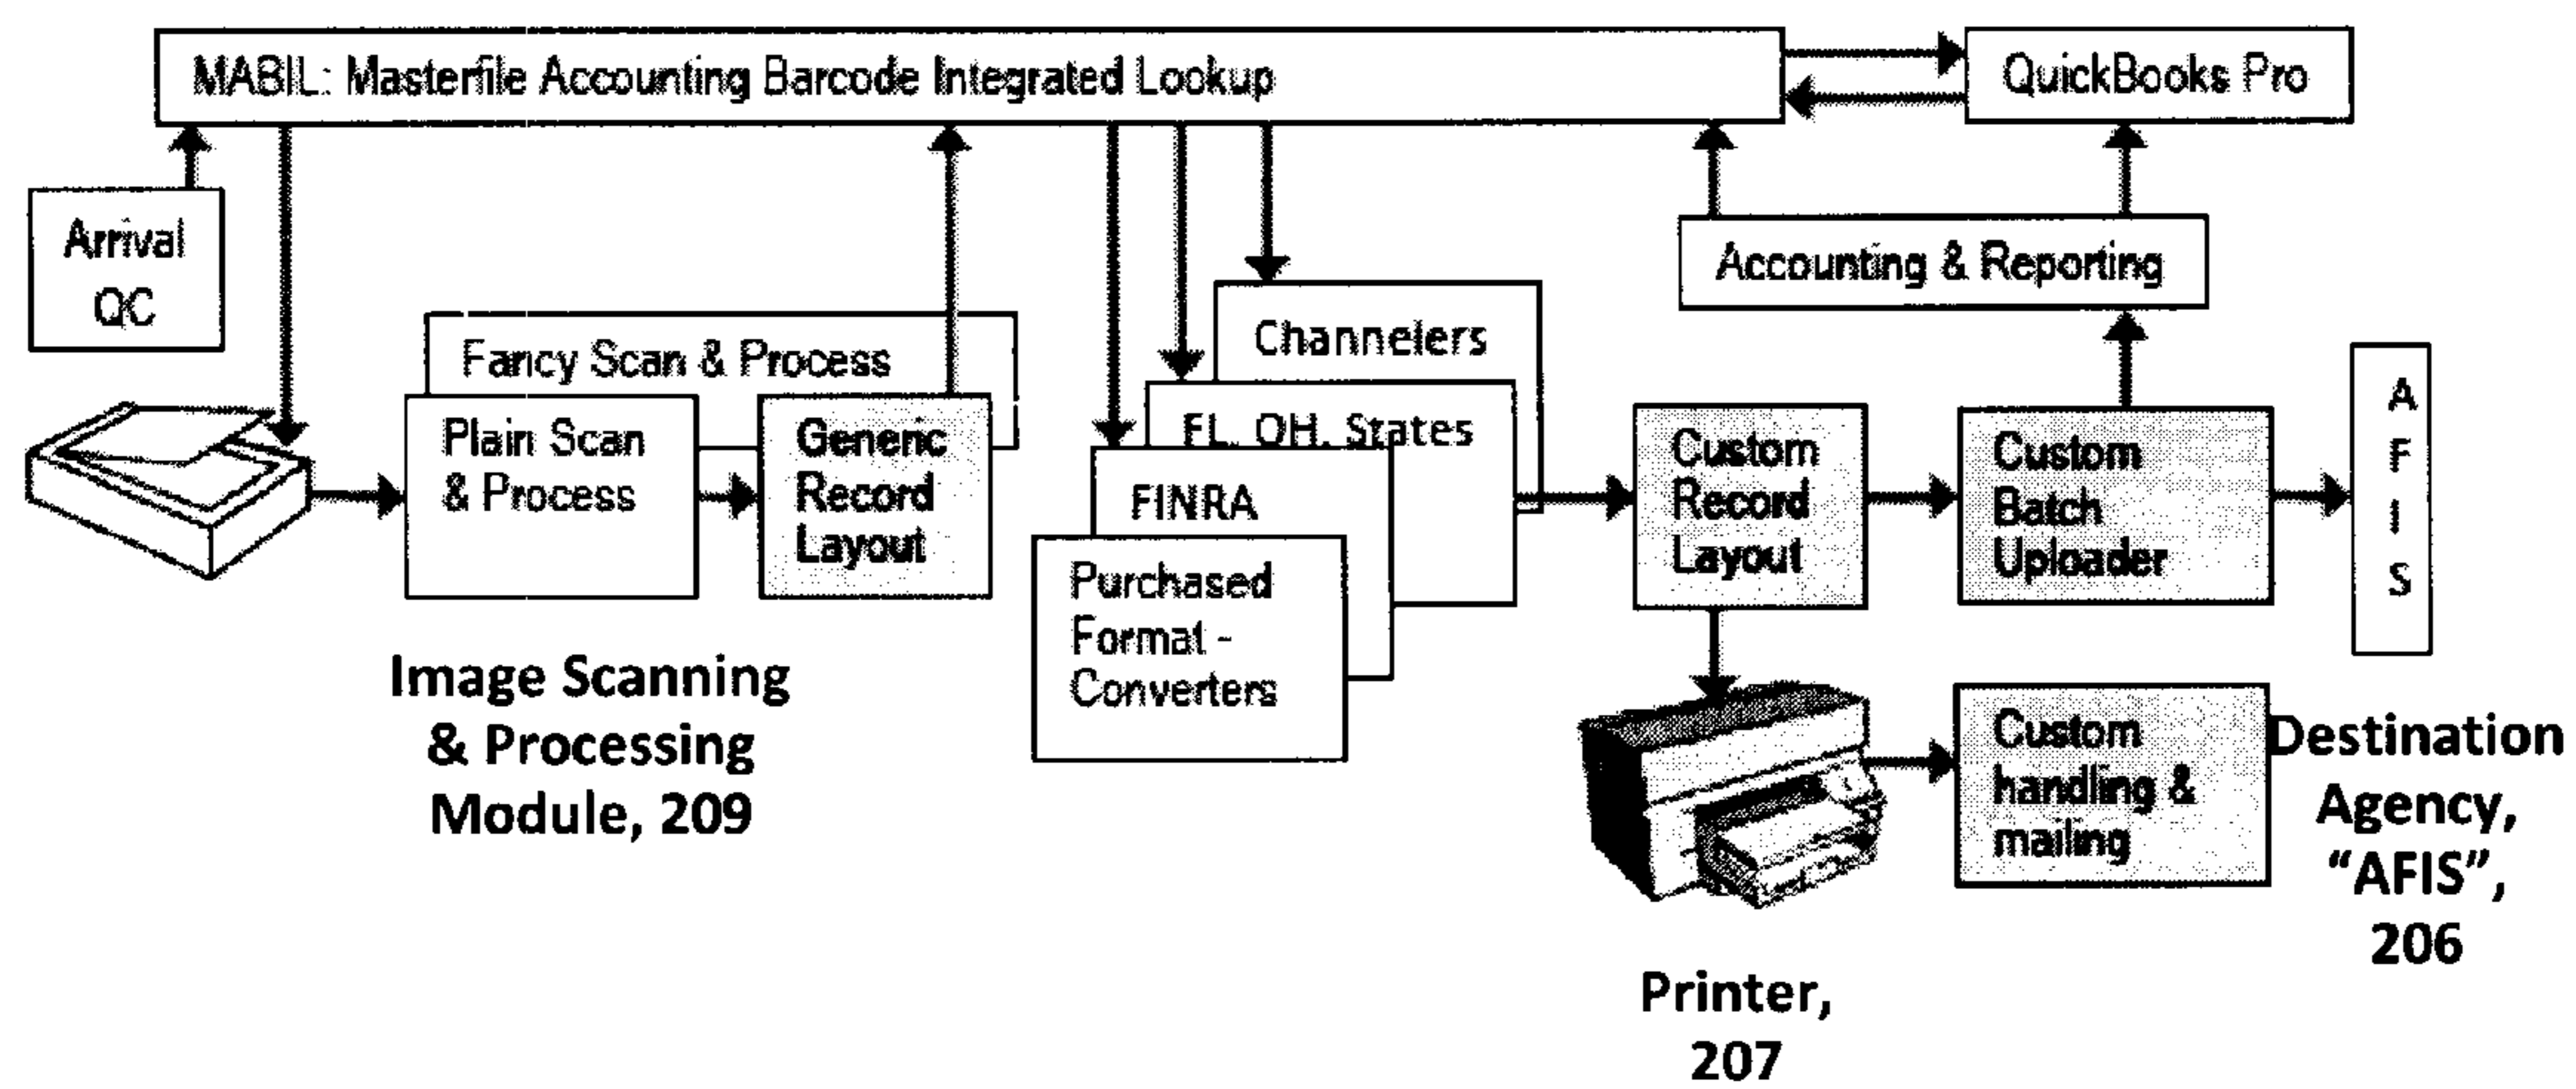 MABIL: Masterfile Accounting Barcode Integrated Lookup
QuickBooks Pro
Arrival
QC
Accounting & Reporting
Fancy Scan & Process
Plain Scan
& Process
Generic
Record
Layout
Channelers
FL, OH, States
FINRA
Purchased
Format -
Converters
Custom
Record
Layout
Custom
Batch
Uploader
A
F
I
S
Image Scanning
& Processing
Module, 209
Custom
handling &
mailing
Destination
Agency,
“AFIS”,
206
Printer,
207